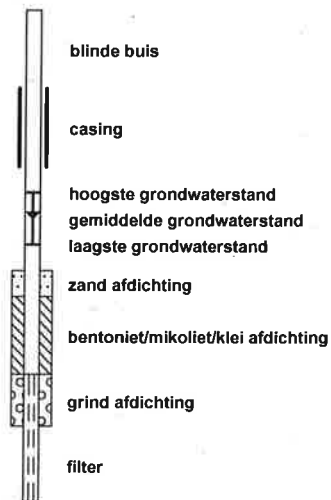 blinde buis
casing
hoogste grondwaterstand
gemiddelde grondwaterstand
laagste grondwaterstand
zand afdichting
bentoniet/mikoliet/klei afdichting
grind afdichting
filter